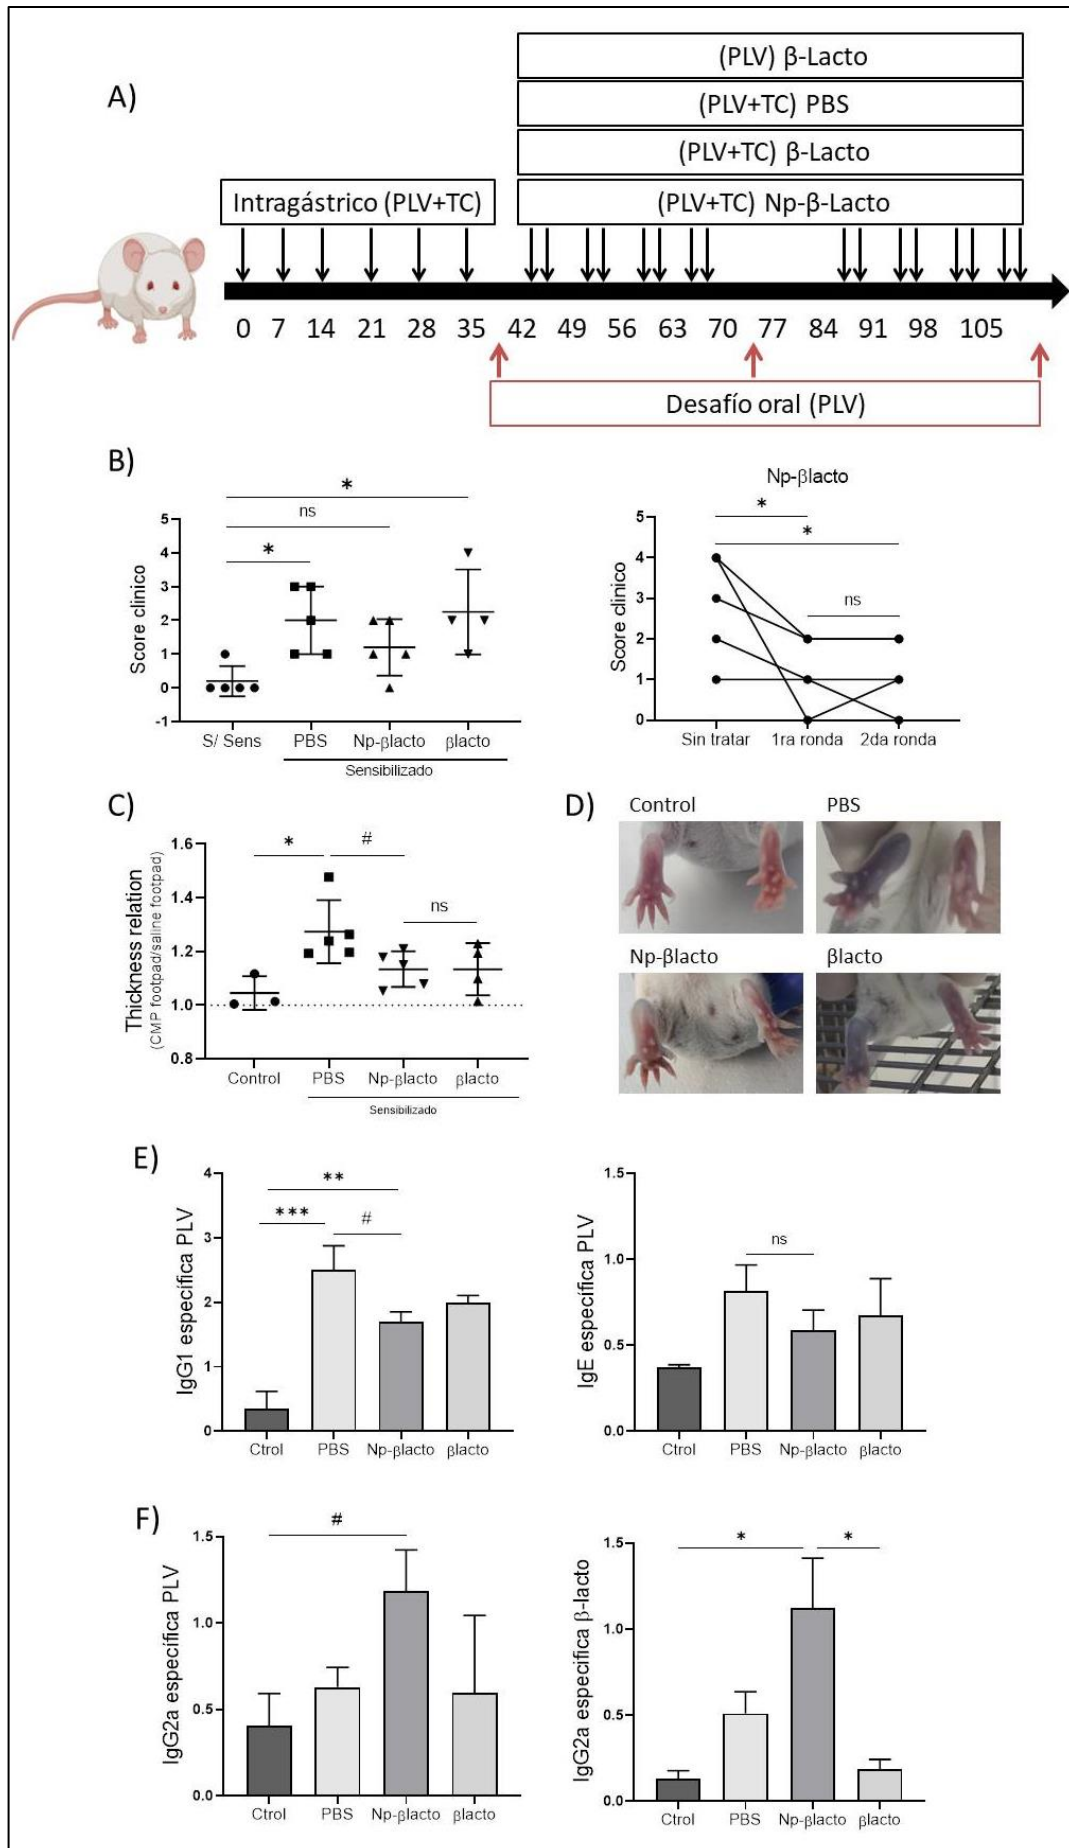 A)
(PLV) β-Lacto
(PLV+TC) PBS
(PLV+TC) β-Lacto
Intragástrico (PLV+TC)
(PLV+TC) Np-β-Lacto
0 7 14 21 28 35 42 49 56 63 70 77 84 91 98 105
Desafío oral (PLV)
B)
Score clinico
5
4
3
2
1
0
-1
*
ns
*
S/ Sens PBS Np-βlacto βlacto
Sensibilizado
Np-βlacto
Score clinico
5
4
3
2
1
0
*
*
ns
Sin tratar 1ra ronda 2da ronda
C)
Thickness relation
(CMP footpad/saline footpad)
1.6
1.4
1.2
1.0
0.8
* #
ns
Control PBS Np-βlacto βlacto
Sensibilizado
D)
Control PBS
Np-βlacto βlacto
E)
IgG1 específica PLV
4
3
2
1
0
**
*** #
Ctrol PBS Np-βlacto βlacto
IgE específica PLV
1.5
1.0
0.5
0.0
ns
Ctrol PBS Np-βlacto βlacto
F)
IgG2a específica PLV
1.5
1.0
0.5
0.0
#
Ctrol PBS Np-βlacto βlacto
IgG2a especifica β-lacto
1.5
1.0
0.5
0.0
* *
Ctrol PBS Np-βlacto βlacto